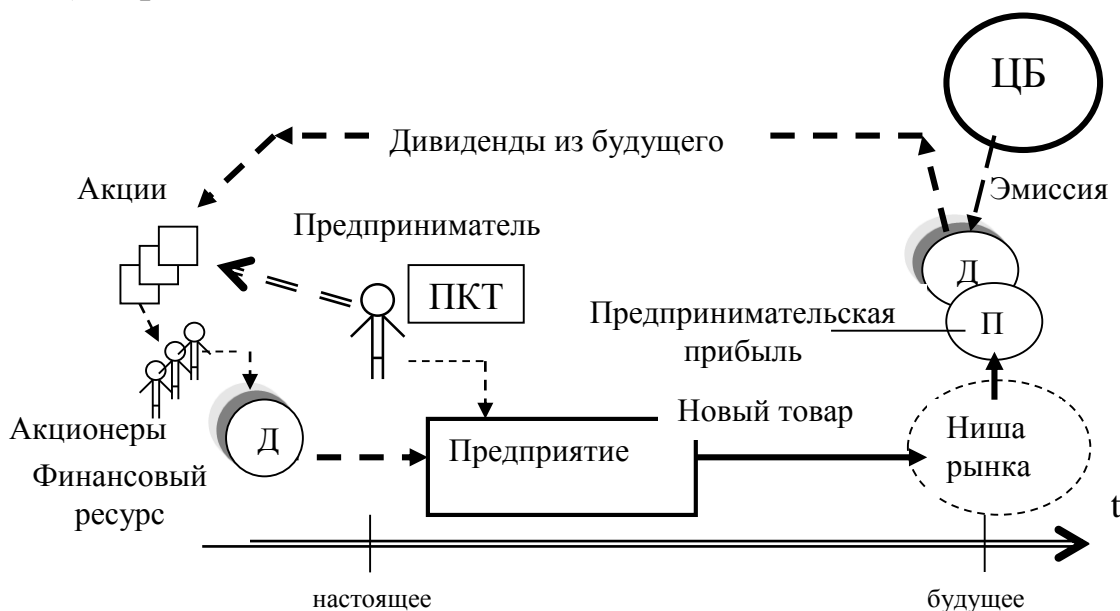 ЦБ
Дивиденды из будущего
Эмиссия
Акции
Предприниматель
ПКТ
Д
П
Предпринимательская
прибыль
Новый товар
Акционеры
Д
Предприятие
Ниша
рынка
Финансовый
ресурс
t
настоящее
будущее